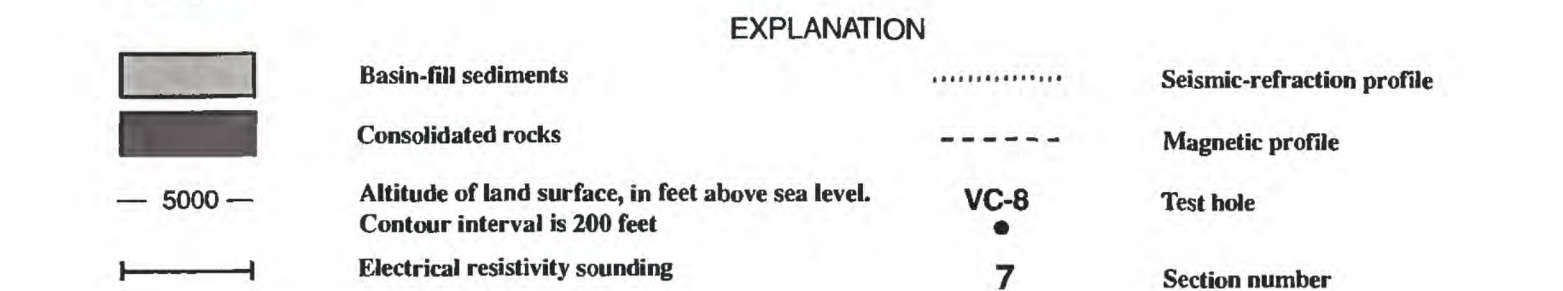 EXPLANATION
Basin-fill sediments
Consolidated rocks
— 5000 — Altitude of land surface, in feet above sea level.
Contour interval is 200 feet
Electrical resistivity sounding
Seismic-refraction profile
Magnetic profile
VC-8 Test hole
7 Section number